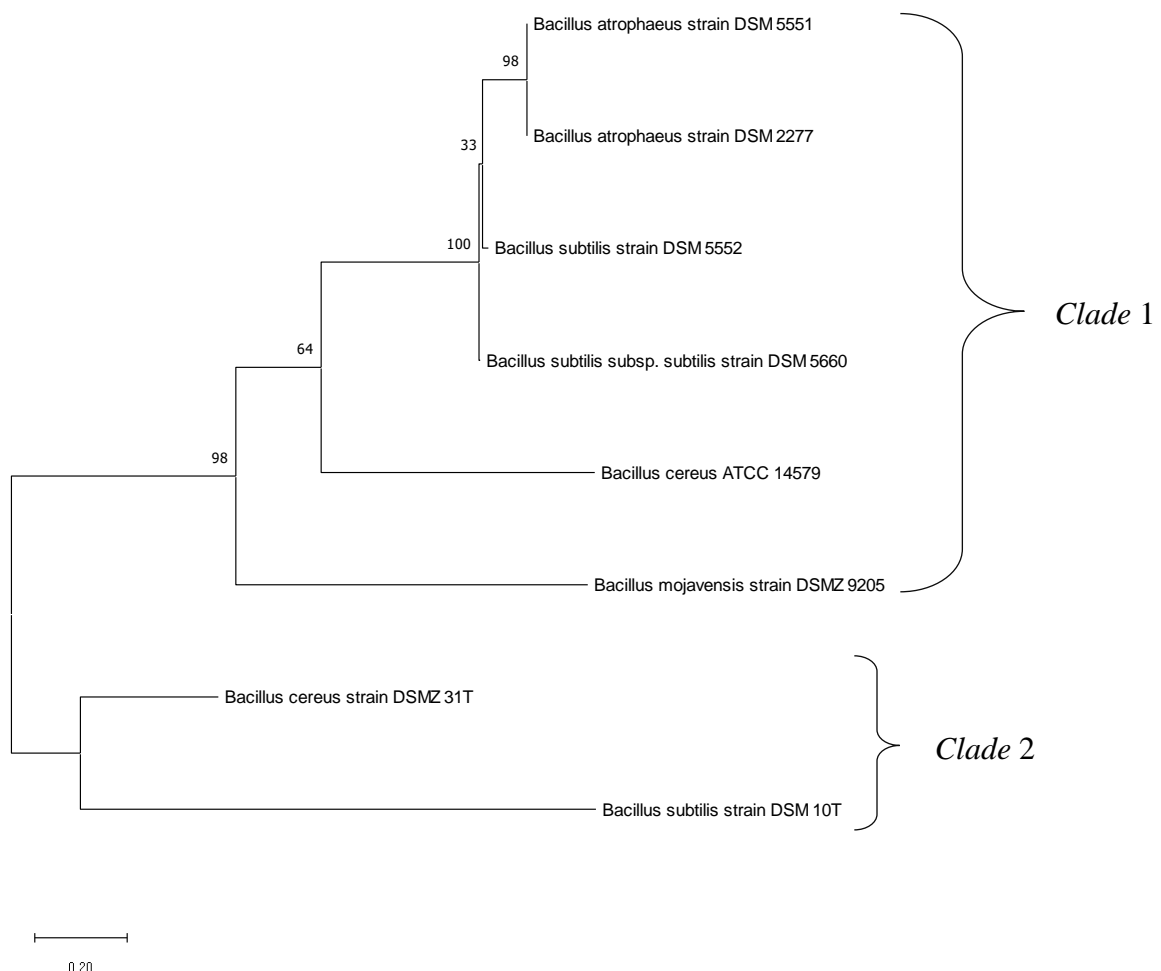 Bacillus atrophaeus strain DSM 5551
98
Bacillus atrophaeus strain DSM 2277
33
100
Bacillus subtilis strain DSM 5552
Clade 1
64
Bacillus subtilis subsp. subtilis strain DSM 5660
98
Bacillus cereus ATCC 14579
Bacillus mojavensis strain DSMZ 9205
Bacillus cereus strain DSMZ 31T
Clade 2
Bacillus subtilis strain DSM 10T
0.20